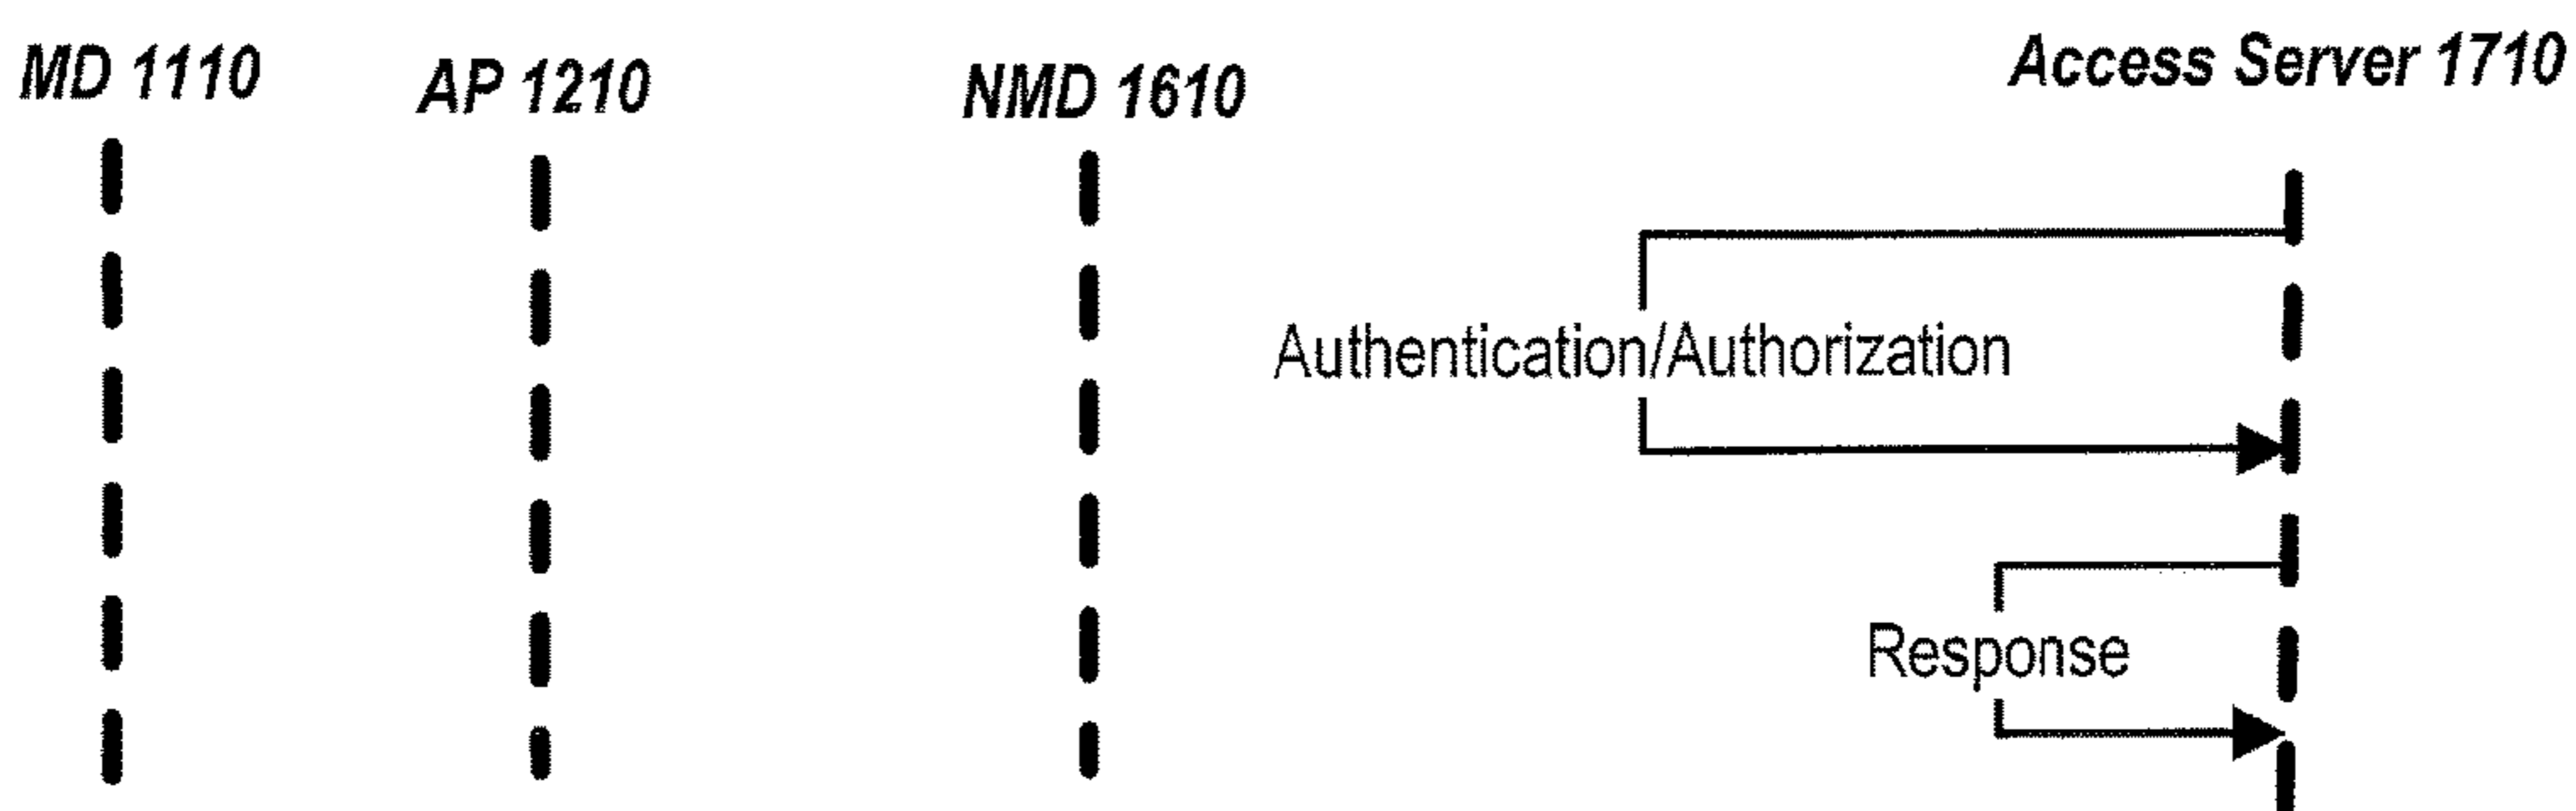 MD 1110
AP 1210
NMD 1610
Access Server 1710
Authentication/Authorization
Response